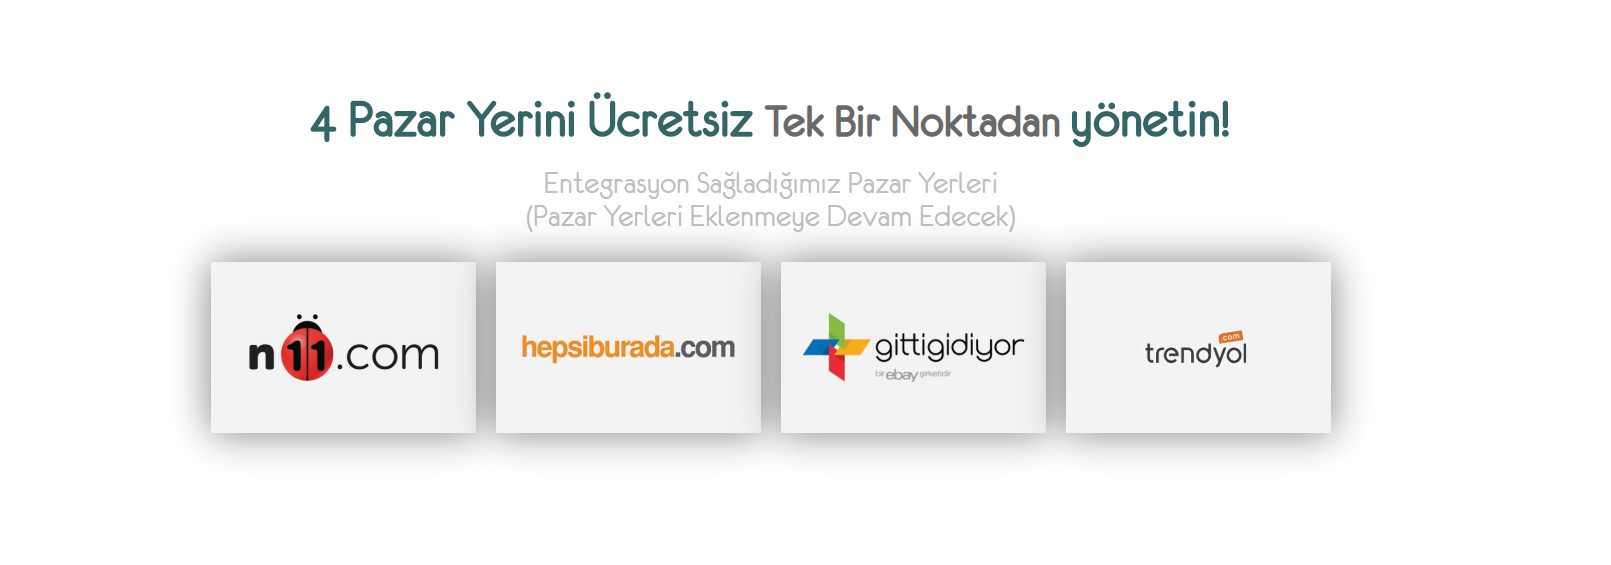 4 Pazar Yerini Ücretsiz Tek Bir Noktadan yönetin!
Entegrasyon Sağladığımız Pazar Yerleri
(Pazar Yerleri Eklenmeye Devam Edecek)
n11.com
hepsiburada.com
gittigidiyor
bir ebay şirketidir
.com
trendyol